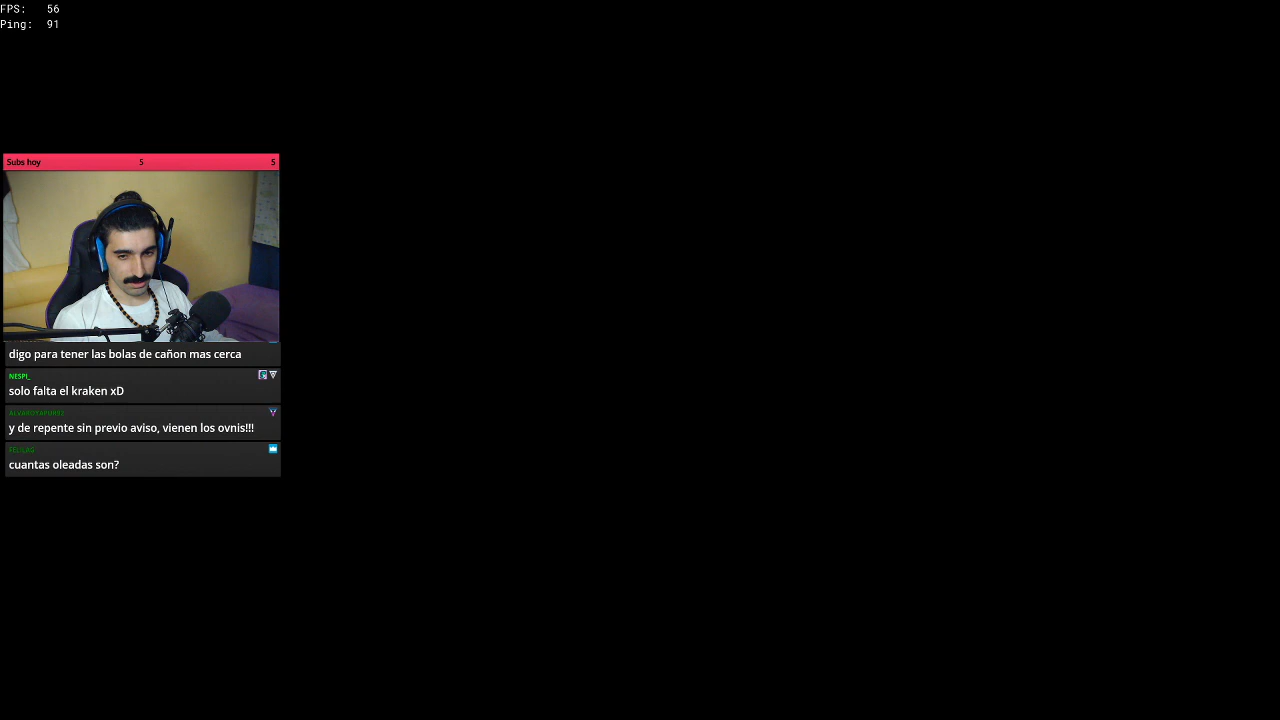 FPS: 56
Ping: 91
Subs hoy 5 5
digo para tener las bolas de cañon mas cerca
NESPI_
solo falta el kraken xD
y de repente sin previo aviso, vienen los ovnis!!!
cuantas oleadas son?